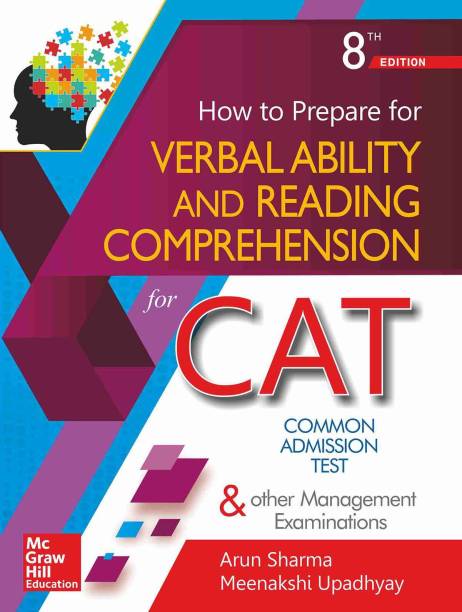 8TH
EDITION
How to Prepare for
VERBAL ABILITY
AND READING
COMPREHENSION
for
CAT
COMMON
ADMISSION
TEST
& other Management
Examinations
Arun Sharma
Meenakshi Upadhyay
Mc
Graw
Hill
Education